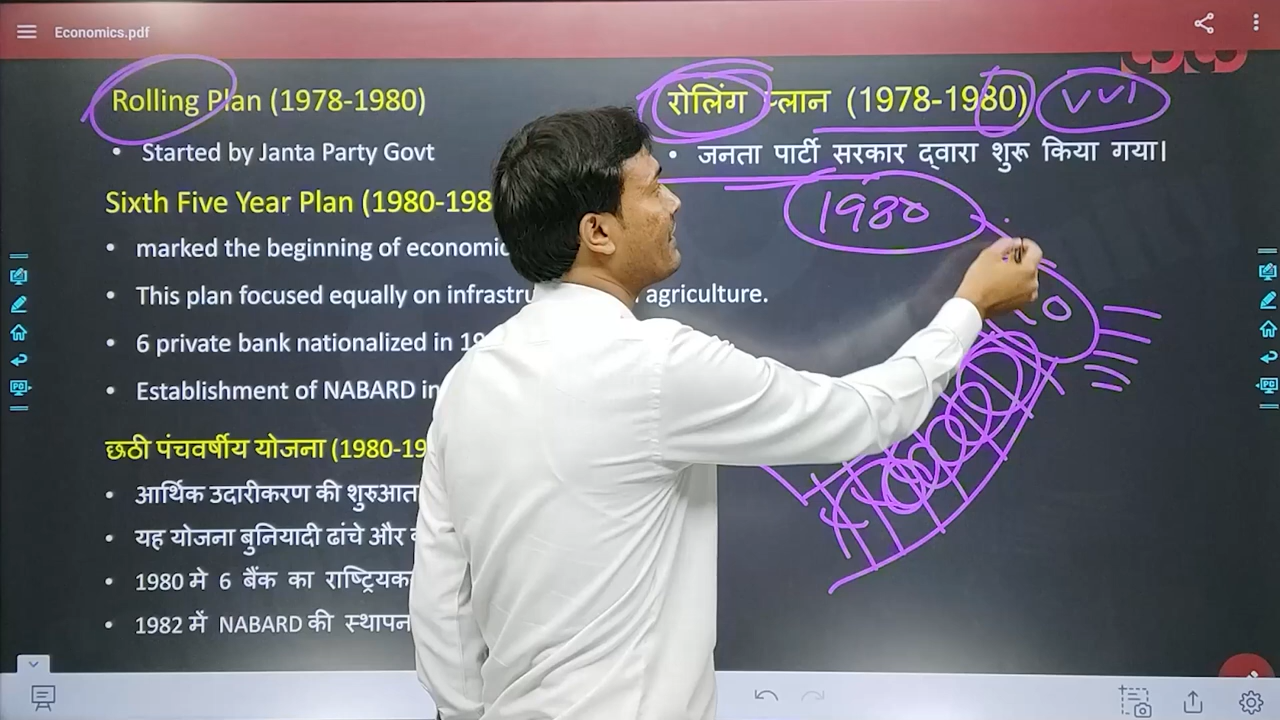 Economics.pdf
Rolling Plan (1978-1980)
• Started by Janta Party Govt
Sixth Five Year Plan (1980-198
• marked the beginning of economic
• This plan focused equally on infrastru agriculture.
• 6 private bank nationalized in 19
• Establishment of NABARD in
छठी पंचवर्षीय योजना (1980-19
• आर्थिक उदारीकरण की शुरुआत
• यह योजना बुनियादी ढांचे और
• 1980 मे 6 बैंक का राष्ट्रियक
• 1982 में NABARD की स्थापन
रोलिंग प्लान (1978-1980) VVI
• जनता पार्टी सरकार द्वारा शुरू किया गया।
1980